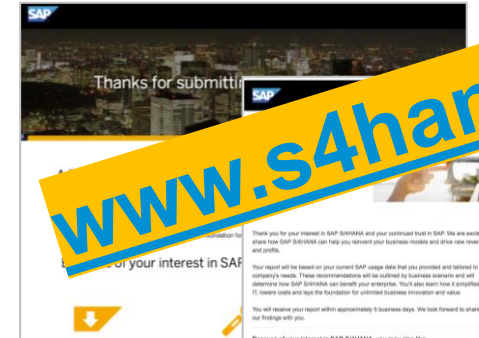 SAP
Thanks for submitti
SAP
www.s4han
Thank you for your interest in SAP S/4HANA and your continued trust in SAP. We are exci
share how SAP S/4HANA can help you reinvent your business models and drive new rever
and profits.
Your report will be based on your current SAP usage data that you provided and tailored to
company's needs. These recommendations will be outlined by business scenario and will
determine how SAP S/4HANA can benefit your enterprise. You'll also learn how it simplifies
IT, lowers costs and lays the foundation for unlimited business innovation and value.
of your interest in SAP
You will receive your report within approximately 5 business days. We look forward to sharin
our findings with you.